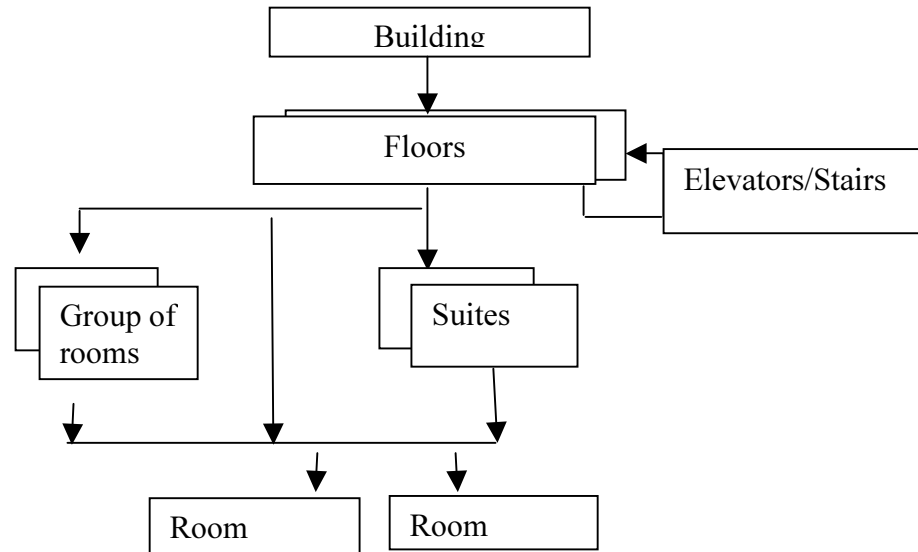 Building
Floors
Elevators/Stairs
Group of
rooms
Suites
Room
Room